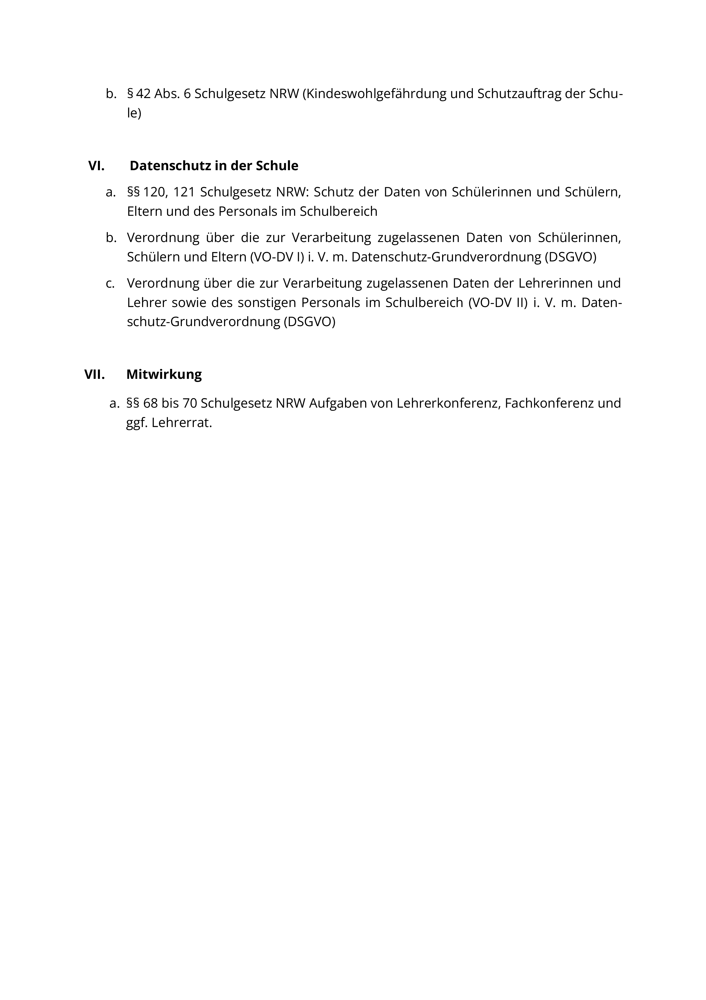 b. § 42 Abs. 6 Schulgesetz NRW (Kindeswohlgefährdung und Schutzauftrag der Schu-
le)
VI. Datenschutz in der Schule
a. §§ 120, 121 Schulgesetz NRW: Schutz der Daten von Schülerinnen und Schülern,
Eltern und des Personals im Schulbereich
b. Verordnung über die zur Verarbeitung zugelassenen Daten von Schülerinnen,
Schülern und Eltern (VO-DV I) i. V. m. Datenschutz-Grundverordnung (DSGVO)
c. Verordnung über die zur Verarbeitung zugelassenen Daten der Lehrerinnen und
Lehrer sowie des sonstigen Personals im Schulbereich (VO-DV II) i. V. m. Daten-
schutz-Grundverordnung (DSGVO)
VII. Mitwirkung
a. §§ 68 bis 70 Schulgesetz NRW Aufgaben von Lehrerkonferenz, Fachkonferenz und
ggf. Lehrerrat.